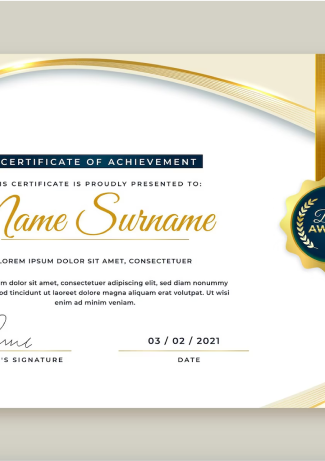 CERTIFICATE OF ACHIEVEMENT
IS CERTIFICATE IS PROUDLY PRESENTED TO:
Name Surname
LOREM IPSUM DOLOR SIT AMET, CONSECTETUER
m dolor sit amet, consectetuer adipiscing elit, sed diam nonummy
od tincidunt ut laoreet dolore magna aliquam erat volutpat. Ut wisi
enim ad minim veniam.
03 / 02 / 2021
'S SIGNATURE
DATE